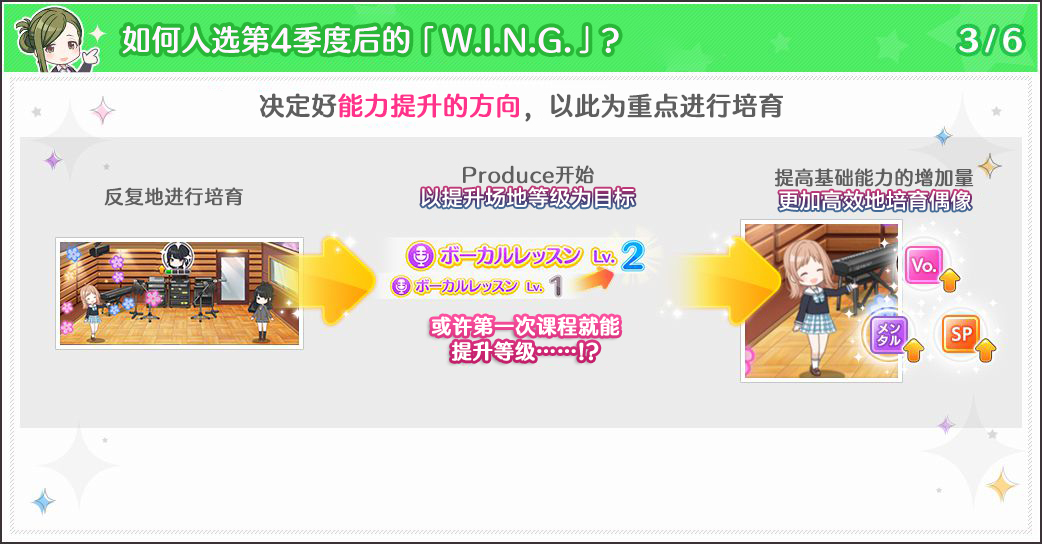 如何入选第4季度后的「W.I.N.G.」?
3/6
决定好能力提升的方向，以此为重点进行培育
反复地进行培育
Produce开始
以提升场地等级为目标
ボーカルレッスン Lv. 2
ボーカルレッスン Lv. 1
或许第一次课程就能
提升等级……!?
提高基础能力的增加量
更加高效地培育偶像
Vo.
メン
タル
SP